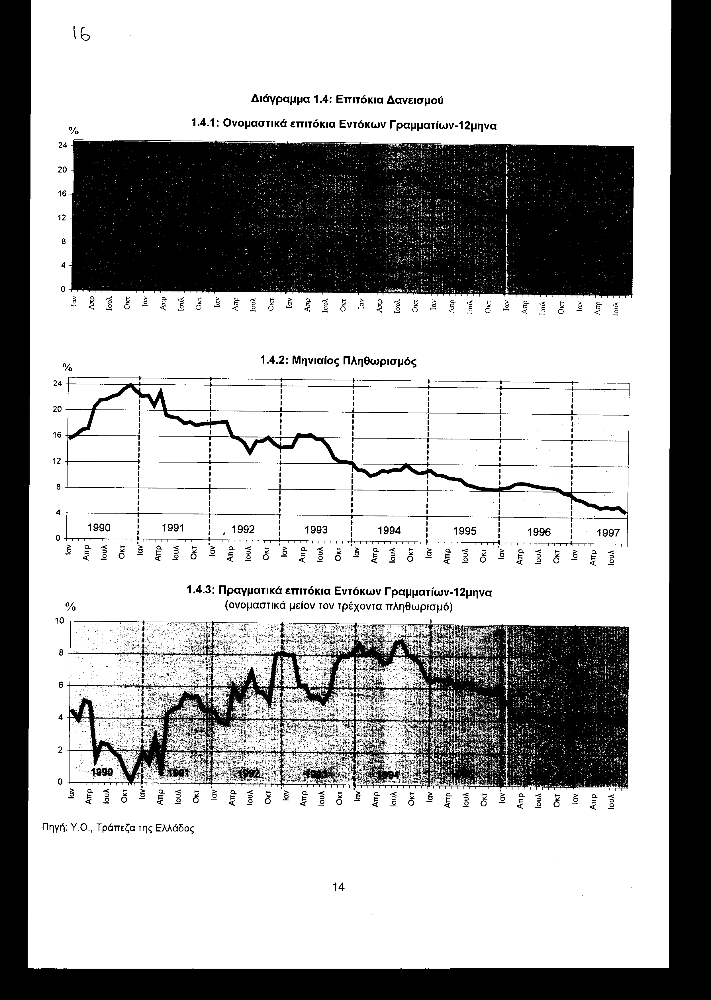 16
Διάγραμμα 1.4: Επιτόκια Δανεισμού
1.4.1: Ονομαστικά επιτόκια Εντόκων Γραμματίων-12μηνα
%
24
20
16
12
8
4
0
Ιαν Απρ Ιουλ Οκτ Ιαν Απρ Ιουλ Οκτ Ιαν Απρ Ιουλ Οκτ Ιαν Απρ Ιουλ Οκτ Ιαν Απρ Ιουλ Οκτ Ιαν Απρ Ιουλ Οκτ Ιαν Απρ Ιουλ Οκτ Ιαν Απρ Ιουλ
1.4.2: Μηνιαίος Πληθωρισμός
%
24
20
16
12
8
4
0
1990 1991 1992 1993 1994 1995 1996 1997
Ιαν Απρ Ιουλ Οκτ Ιαν Απρ Ιουλ Οκτ Ιαν Απρ Ιουλ Οκτ Ιαν Απρ Ιουλ Οκτ Ιαν Απρ Ιουλ Οκτ Ιαν Απρ Ιουλ Οκτ Ιαν Απρ Ιουλ Οκτ Ιαν Απρ Ιουλ
1.4.3: Πραγματικά επιτόκια Εντόκων Γραμματίων-12μηνα
(ονομαστικά μείον τον τρέχοντα πληθωρισμό)
%
10
8
6
4
2
0
1990 1991 1992 1993 1994
Ιαν Απρ Ιουλ Οκτ Ιαν Απρ Ιουλ Οκτ Ιαν Απρ Ιουλ Οκτ Ιαν Απρ Ιουλ Οκτ Ιαν Απρ Ιουλ Οκτ Ιαν Απρ Ιουλ Οκτ Ιαν Απρ Ιουλ Οκτ Ιαν Απρ Ιουλ
Πηγή: Υ.Ο., Τράπεζα της Ελλάδος
14